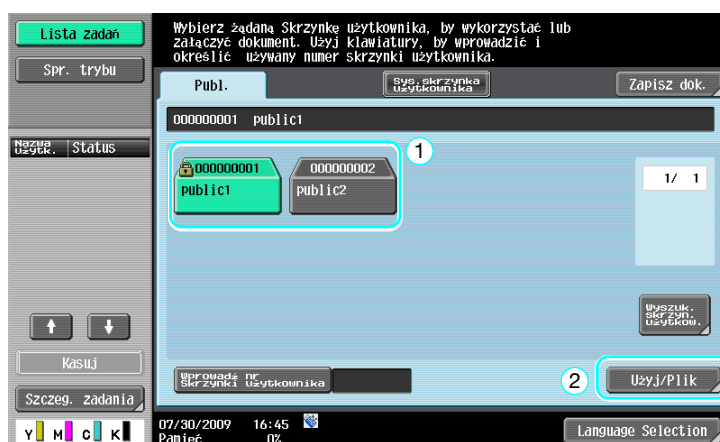 Lista zadań
Spr. trybu
Nazwa użytk.
Status
Kasuj
Szczeg. zadania
Y M C K
Wybierz żądaną Skrzynkę użytkownika, by wykorzystać lub
załączyć dokument. Użyj klawiatury, by wprowadzić i
określić używany numer skrzynki użytkownika.
Publ.
Sys.skrzynka
użytkownika
Zapisz dok.
000000001 public1
1
000000001
public1
000000002
public2
1/ 1
Wyszuk.
skrzyn.
użytkow.
Wprowadź nr
Skrzynki użytkownika
2
Użyj/Plik
07/30/2009 16:45
Pamięć 0%
Language Selection